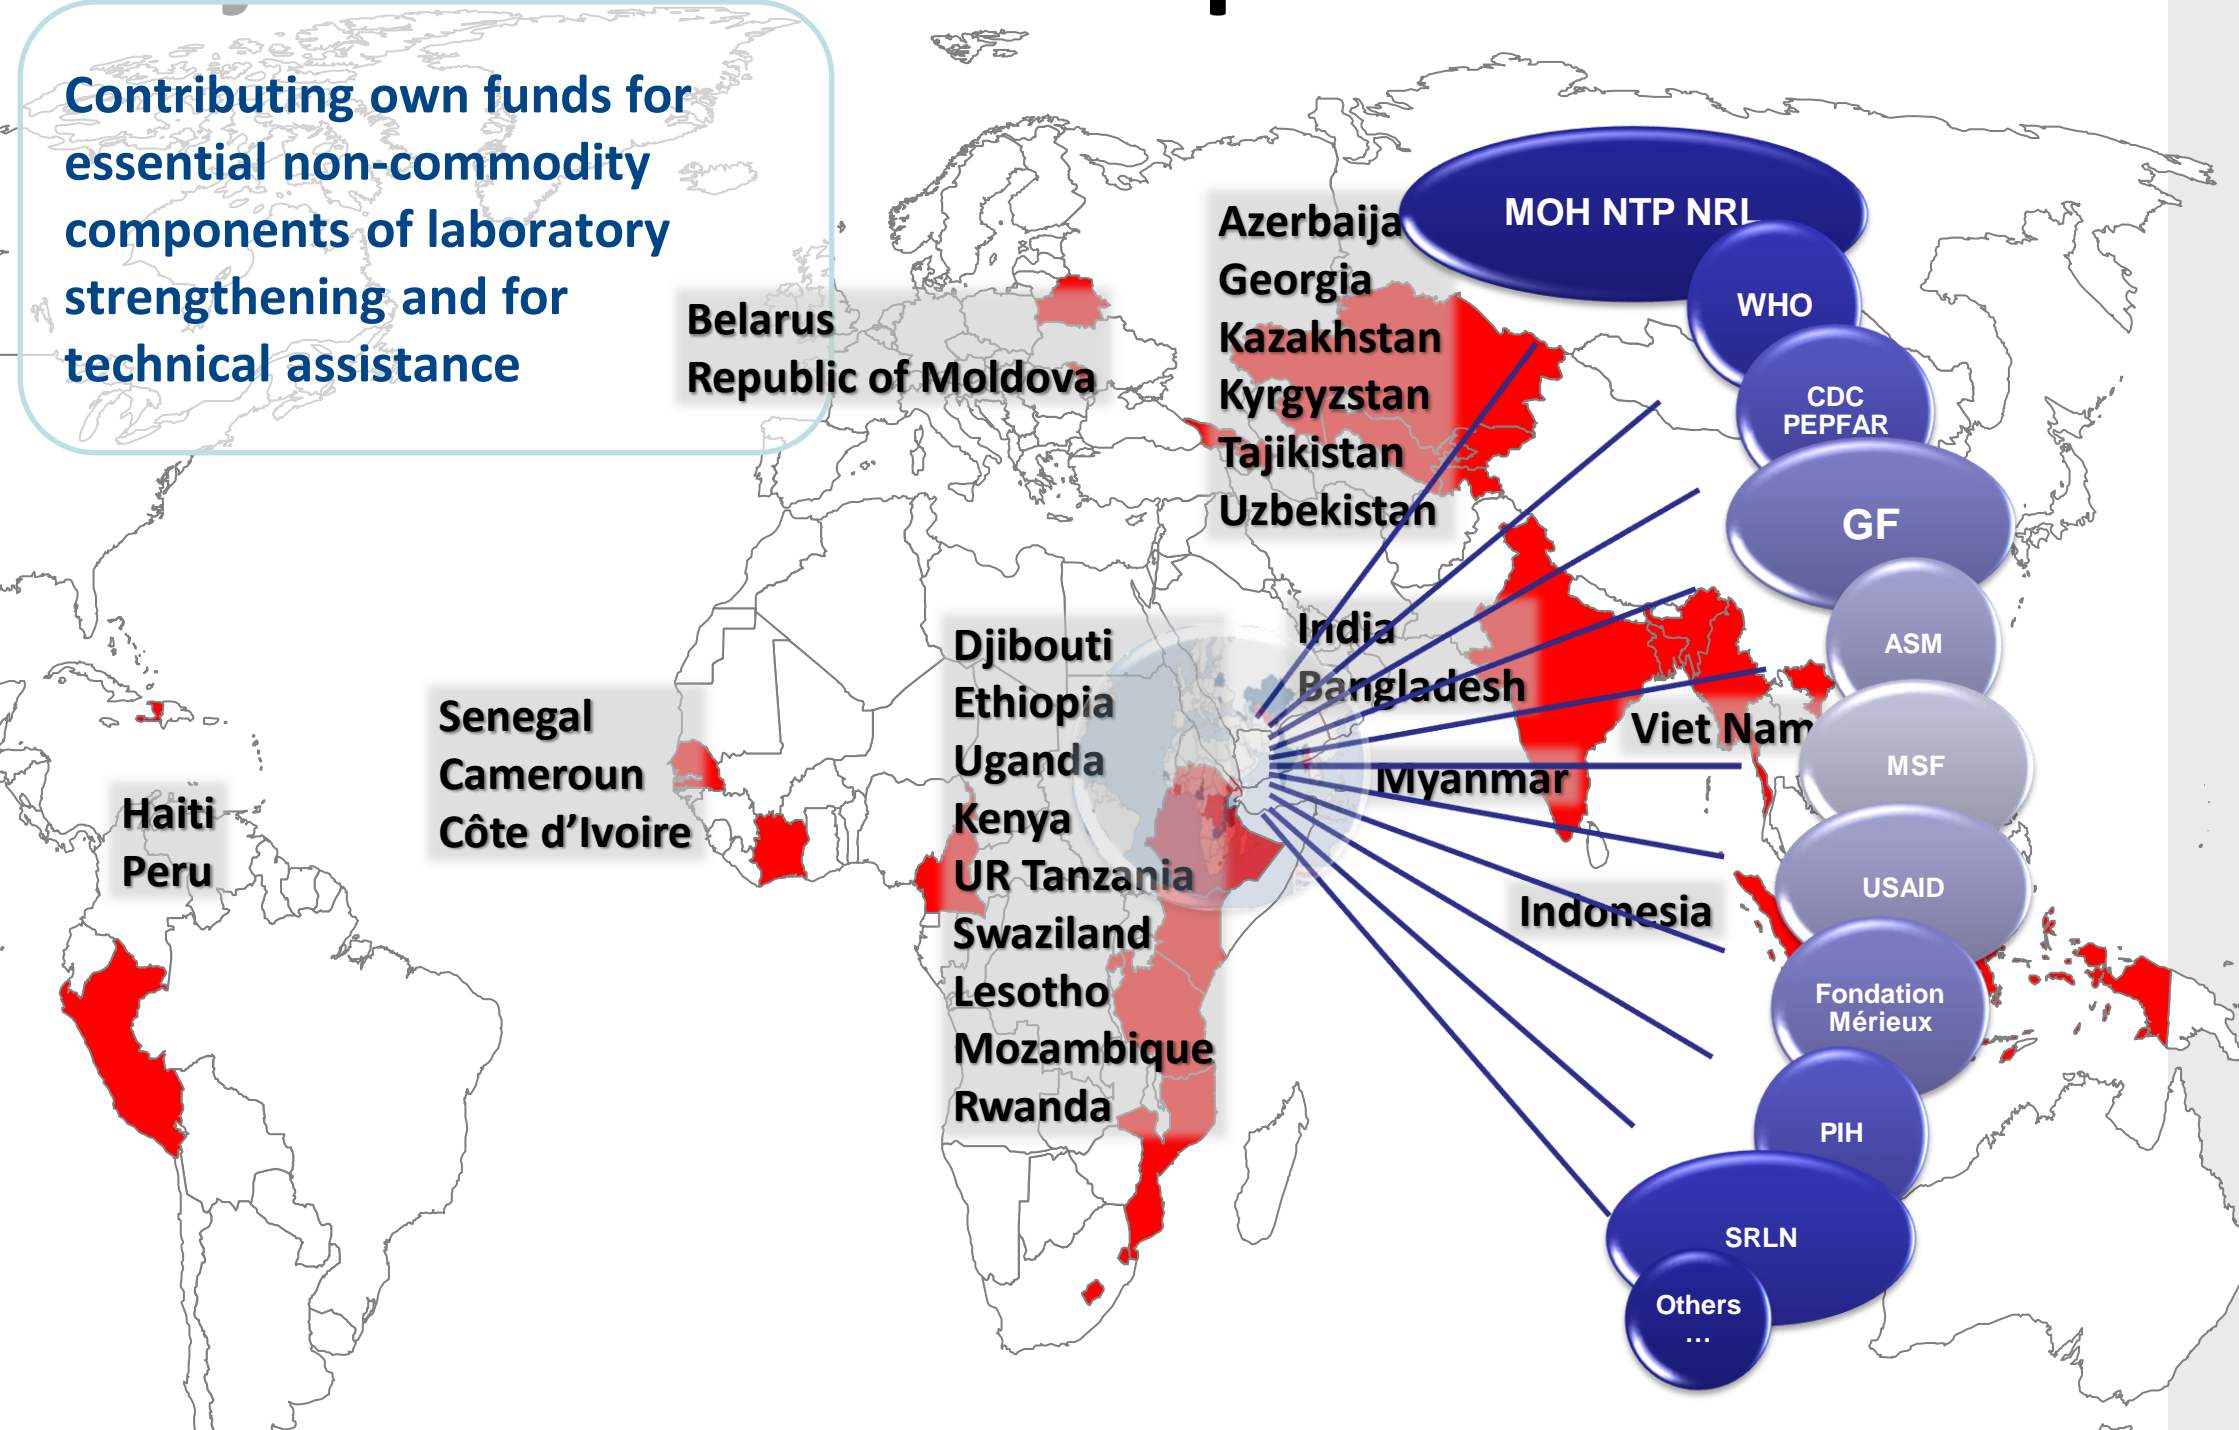 Contributing own funds for
essential non-commodity
components of laboratory
strengthening and for
technical assistance
Belarus
Republic of Moldova
Azerbaija
Georgia
Kazakhstan
Kyrgyzstan
Tajikistan
Uzbekistan
MOH NTP NRL
WHO
CDC
PEPFAR
GF
ASM
MSF
USAID
Fondation
Mérieux
PIH
SRLN
Others
...
India
Bangladesh
Viet Nam
Myanmar
Indonesia
Djibouti
Ethiopia
Uganda
Kenya
UR Tanzania
Swaziland
Lesotho
Mozambique
Rwanda
Senegal
Cameroun
Côte d’Ivoire
Haiti
Peru